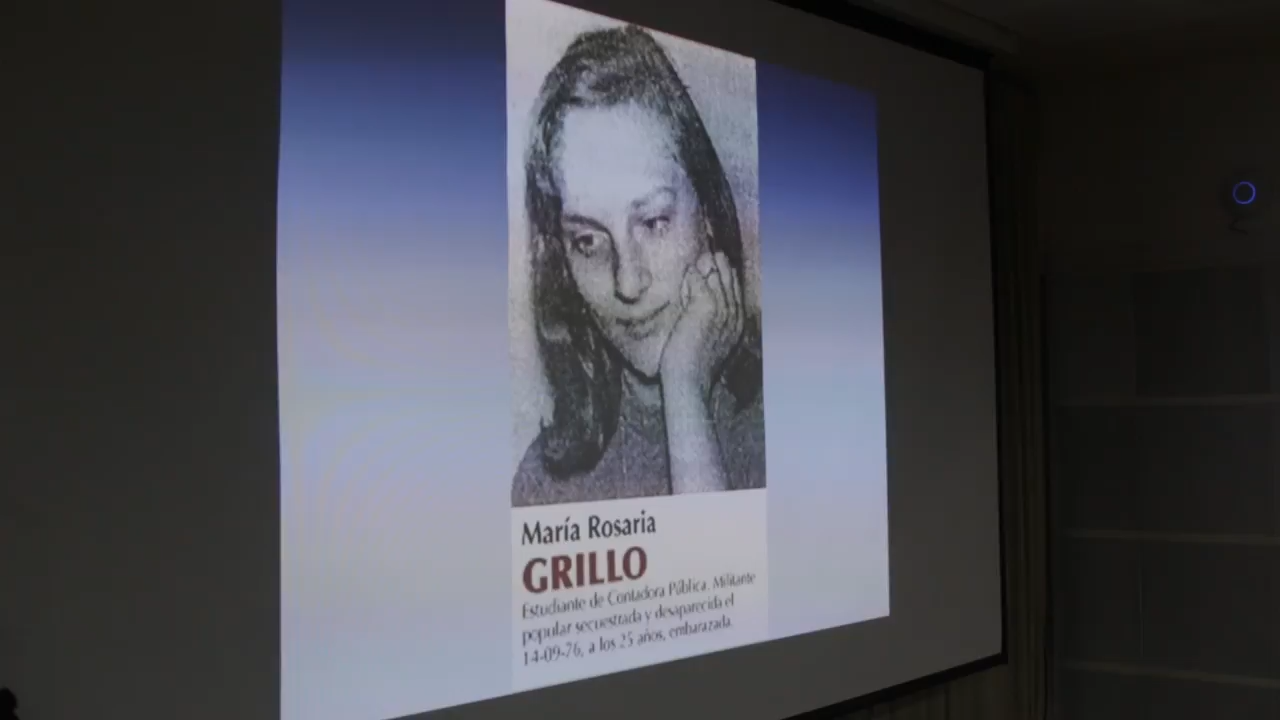 María Rosaria
GRILLO
Estudiante de Contadora Pública. Militante
popular secuestrada y desaparecida el
14-09-76, a los 25 años, embarazada.